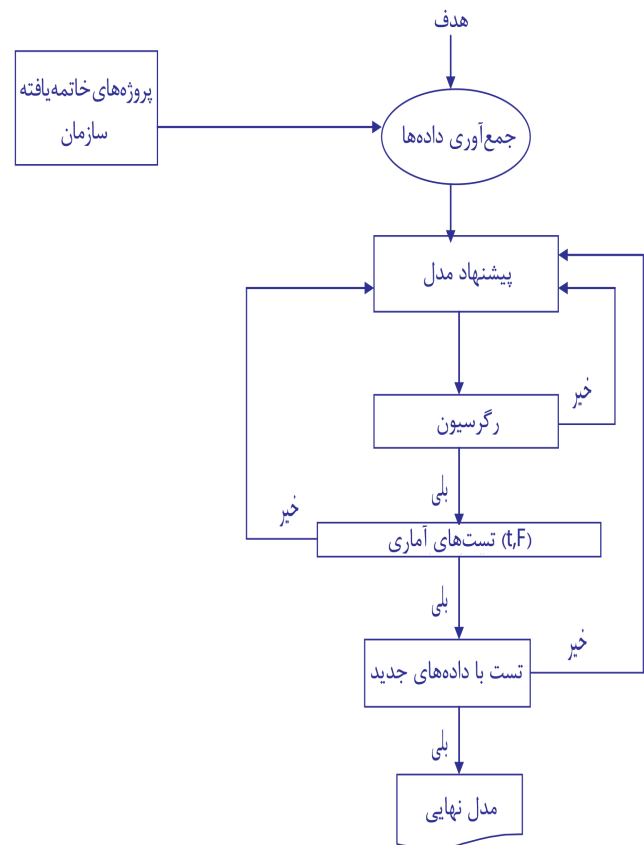 هدف
پروژه‌های خاتمه‌یافته
سازمان
جمع‌آوری داده‌ها
پیشنهاد مدل
خیر
رگرسیون
بلی
خیر
تست‌های آماری (t,F)
بلی
خیر
تست با داده‌های جدید
بلی
مدل نهایی